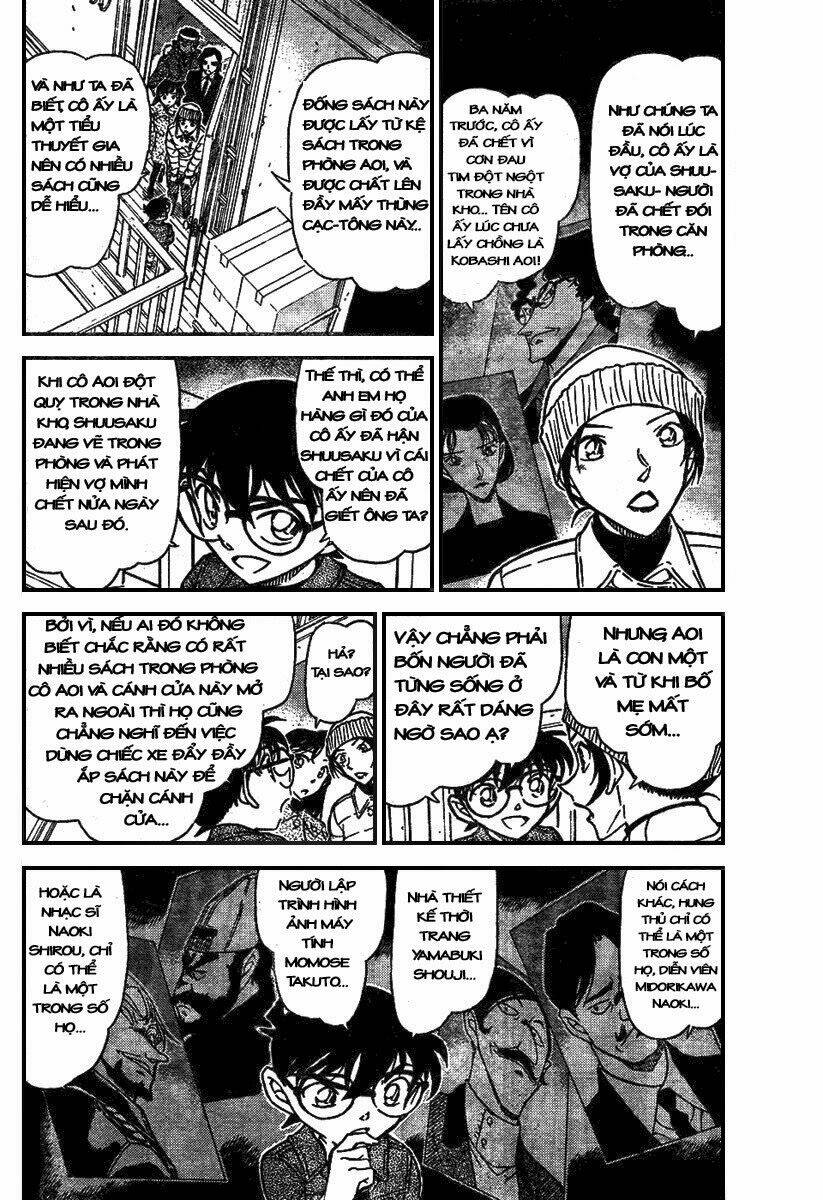 NHƯ CHÚNG TA
ĐÃ NÓI LÚC
ĐẦU, CÔ ẤY LÀ
VỢ CỦA SHUU-
SAKU- NGƯỜI
ĐÃ CHẾT ĐÓI
TRONG CĂN
PHÒNG..
BA NĂM
TRƯỚC, CÔ ẤY
ĐÃ CHẾT VÌ
CƠN ĐAU
TIM ĐỘT NGỘT
TRONG NHÀ
KHO... TÊN CÔ
ẤY LÚC CHƯA
LẤY CHỒNG LÀ
KOBASHI AOI!
ĐỐNG SÁCH NÀY
ĐƯỢC LẤY TỪ KỆ
SÁCH TRONG
PHÒNG AOI, VÀ
ĐƯỢC CHẤT LÊN
ĐẦY MẤY THÙNG
CẠC-TÔNG NÀY...
VÀ NHƯ TA ĐÃ
BIẾT, CÔ ẤY LÀ
MỘT TIỂU
THUYẾT GIA
NÊN CÓ NHIỀU
SÁCH CŨNG
DỄ HIỂU...
THẾ THÌ, CÓ THỂ
ANH EM HỌ
HÀNG GÌ ĐÓ CỦA
CÔ ẤY ĐÃ HẬN
SHUUSAKU VÌ CÁI
CHẾT CỦA CÔ
ẤY NÊN ĐÃ
GIẾT ÔNG TA?
KHI CÔ AOI ĐỘT
QUỴ TRONG NHÀ
KHO, SHUUSAKU
ĐANG VẼ TRONG
PHÒNG VÀ PHÁT
HIỆN VỢ MÌNH
CHẾT NỬA NGÀY
SAU ĐÓ.
NHƯNG, AOI
LÀ CON MỘT
VÀ TỪ KHI BỐ
MẸ MẤT
SỚM...
VẬY CHẲNG PHẢI
BỐN NGƯỜI ĐÃ
TỪNG SỐNG Ở
ĐÂY RẤT DÁNG
NGỜ SAO Ạ?
HẢ?
TẠI SAO?
BỞI VÌ, NẾU AI ĐÓ KHÔNG
BIẾT CHẮC RẰNG CÓ RẤT
NHIỀU SÁCH TRONG PHÒNG
CÔ AOI VÀ CÁNH CỬA NÀY MỞ
RA NGOÀI THÌ HỌ CŨNG
CHẲNG NGHĨ ĐẾN VIỆC
DÙNG CHIẾC XE ĐẨY ĐẦY
ẮP SÁCH NÀY ĐỂ
CHẶN CÁNH
CỬA...
NÓI CÁCH
KHÁC, HUNG
THỦ CHỈ CÓ
THỂ LÀ MỘT
TRONG SỐ
HỌ, DIỄN VIÊN
MIDORIKAWA
NAOKI...
NHÀ THIẾT
KẾ THỜI
TRANG
YAMABUKI
SHOUJI...
NGƯỜI LẬP
TRÌNH HÌNH
ẢNH MÁY
TÍNH
MOMOSE
TAKUTO...
HOẶC LÀ
NHẠC SĨ
NAOKI
SHIROU, CHỈ
CÓ THỂ
LÀ MỘT
TRONG SỐ
HỌ...